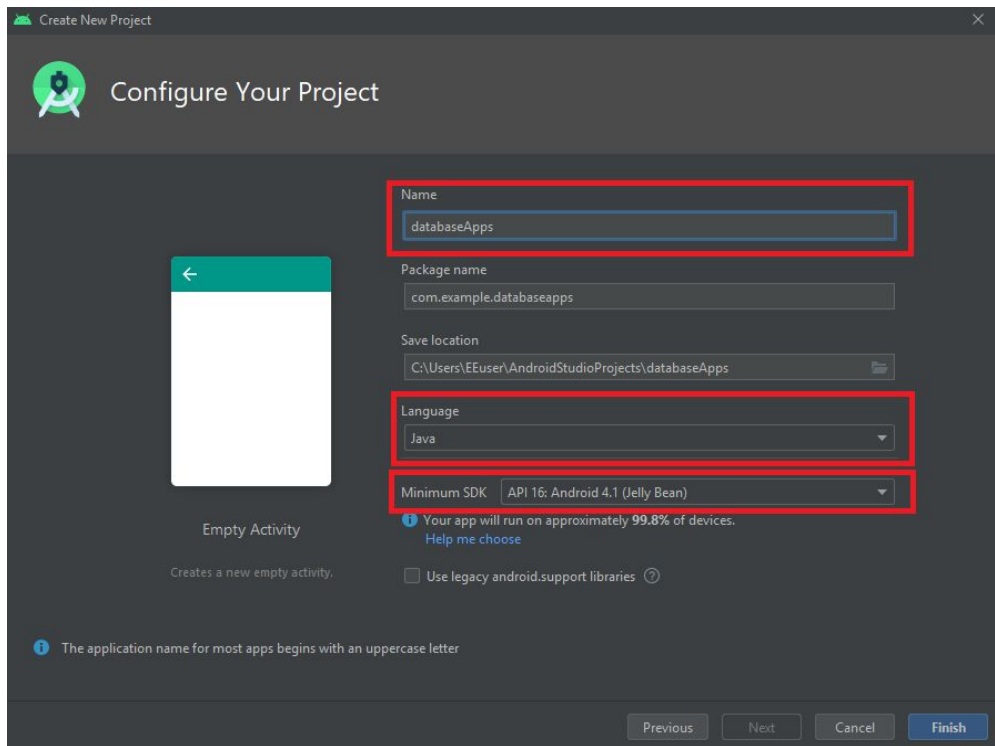 Create New Project
Configure Your Project
Name
databaseApps
Package name
com.example.databaseapps
Save location
C:\Users\EEuser\AndroidStudioProjects\databaseApps
Language
Java
Minimum SDK API 16: Android 4.1 (Jelly Bean)
Your app will run on approximately 99.8% of devices.
Help me choose
Use legacy android.support libraries ?
Empty Activity
Creates a new empty activity.
The application name for most apps begins with an uppercase letter
Previous Next Cancel Finish